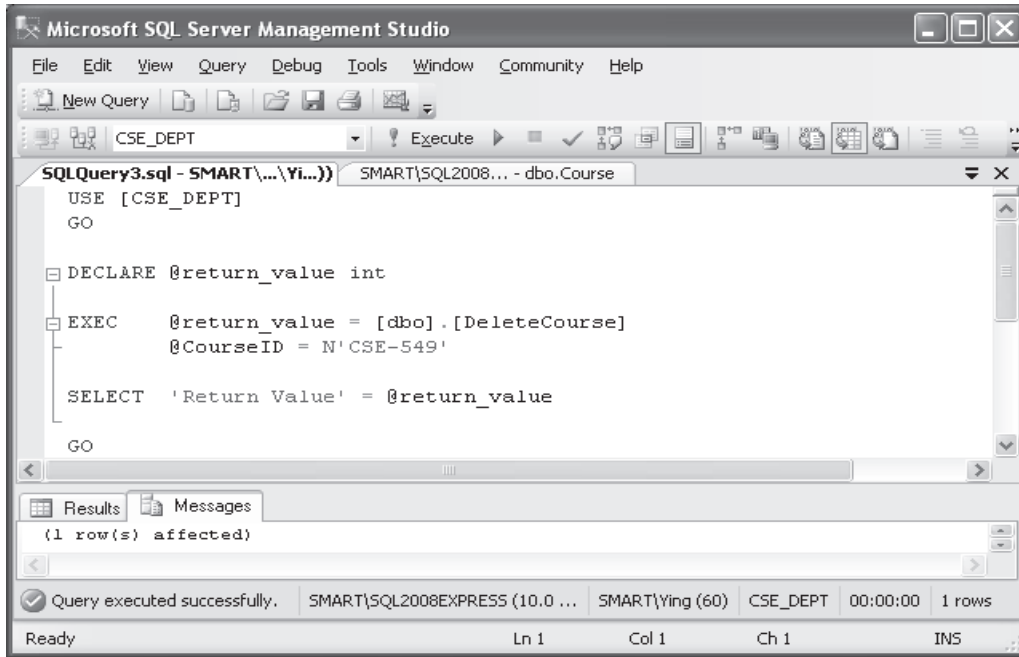 Microsoft SQL Server Management Studio
File Edit View Query Debug Tools Window Community Help
New Query
CSE_DEPT Execute
SQLQuery3.sql - SMART\...\Yi...)) SMART\SQL2008... - dbo.Course
USE [CSE_DEPT]
GO
DECLARE @return_value int
EXEC @return_value = [dbo].[DeleteCourse]
@CourseID = N'CSE-549'
SELECT 'Return Value' = @return_value
GO
Results Messages
(1 row(s) affected)
Query executed successfully. SMART\SQL2008EXPRESS (10.0 ... SMART\Ying (60) CSE_DEPT 00:00:00 1 rows
Ready Ln 1 Col 1 Ch 1 INS